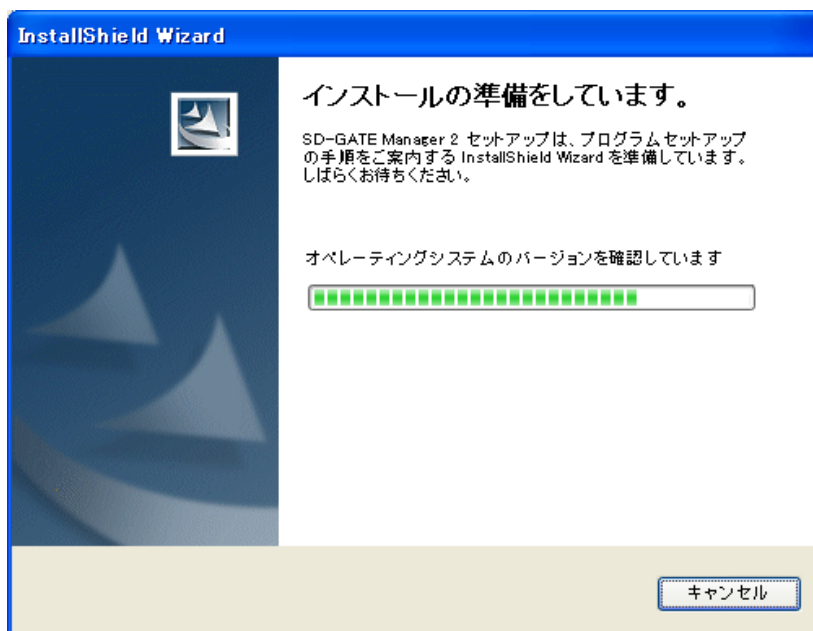 InstallShield Wizard
インストールの準備をしています。
SD-GATE Manager 2 セットアップは、プログラムセットアップ
の手順をご案内する InstallShield Wizard を準備しています。
しばらくお待ちください。
オペレーティングシステムのバージョンを確認しています
キャンセル